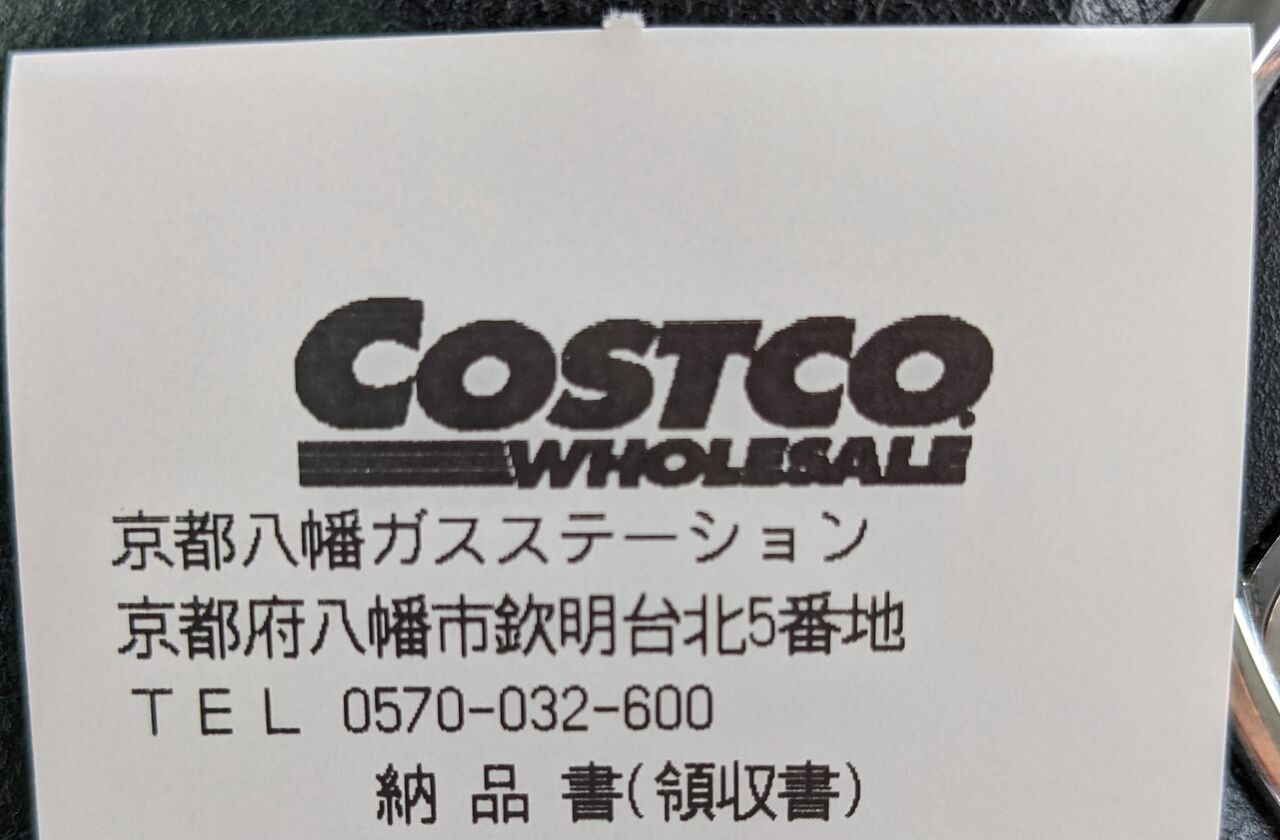 COSTCO
WHOLESALE
京都八幡ガスステーション
京都府八幡市欽明台北5番地
ＴＥＬ 0570-032-600
納 品 書(領収書)